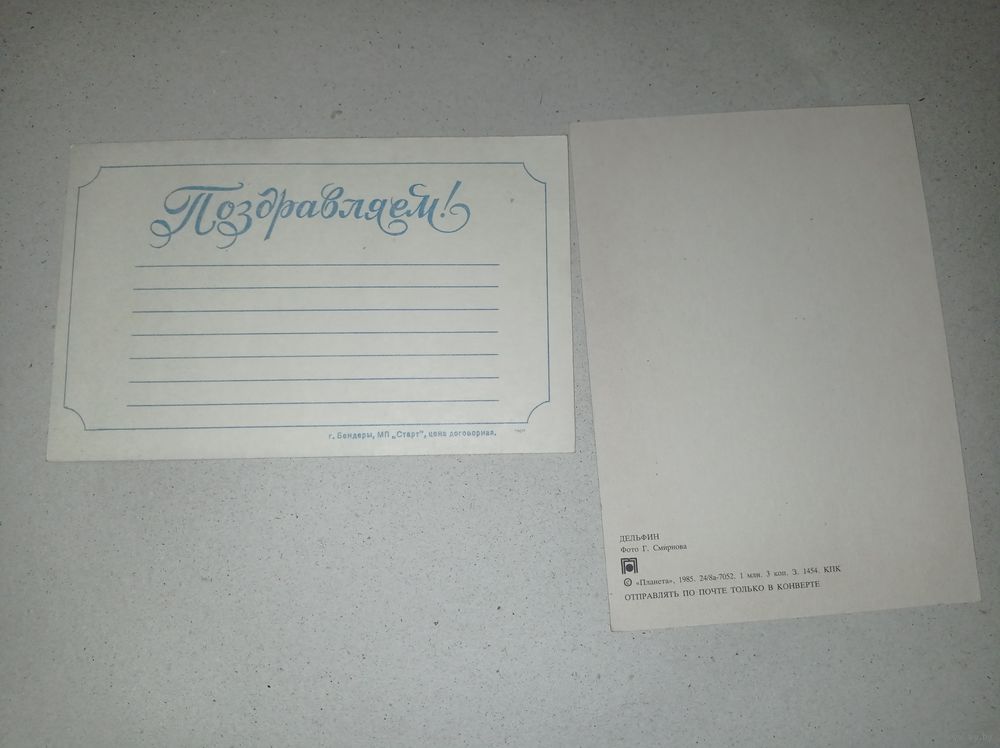 Поздравляем!
г. Бендеры, МП „Старт", цена договорная.
ДЕЛЬФИН
Фото Г. Смирнова
© «Планета», 1985. 24/8а-7052. 1 млн. 3 коп. З. 1454. КПК
ОТПРАВЛЯТЬ ПО ПОЧТЕ ТОЛЬКО В КОНВЕРТЕ